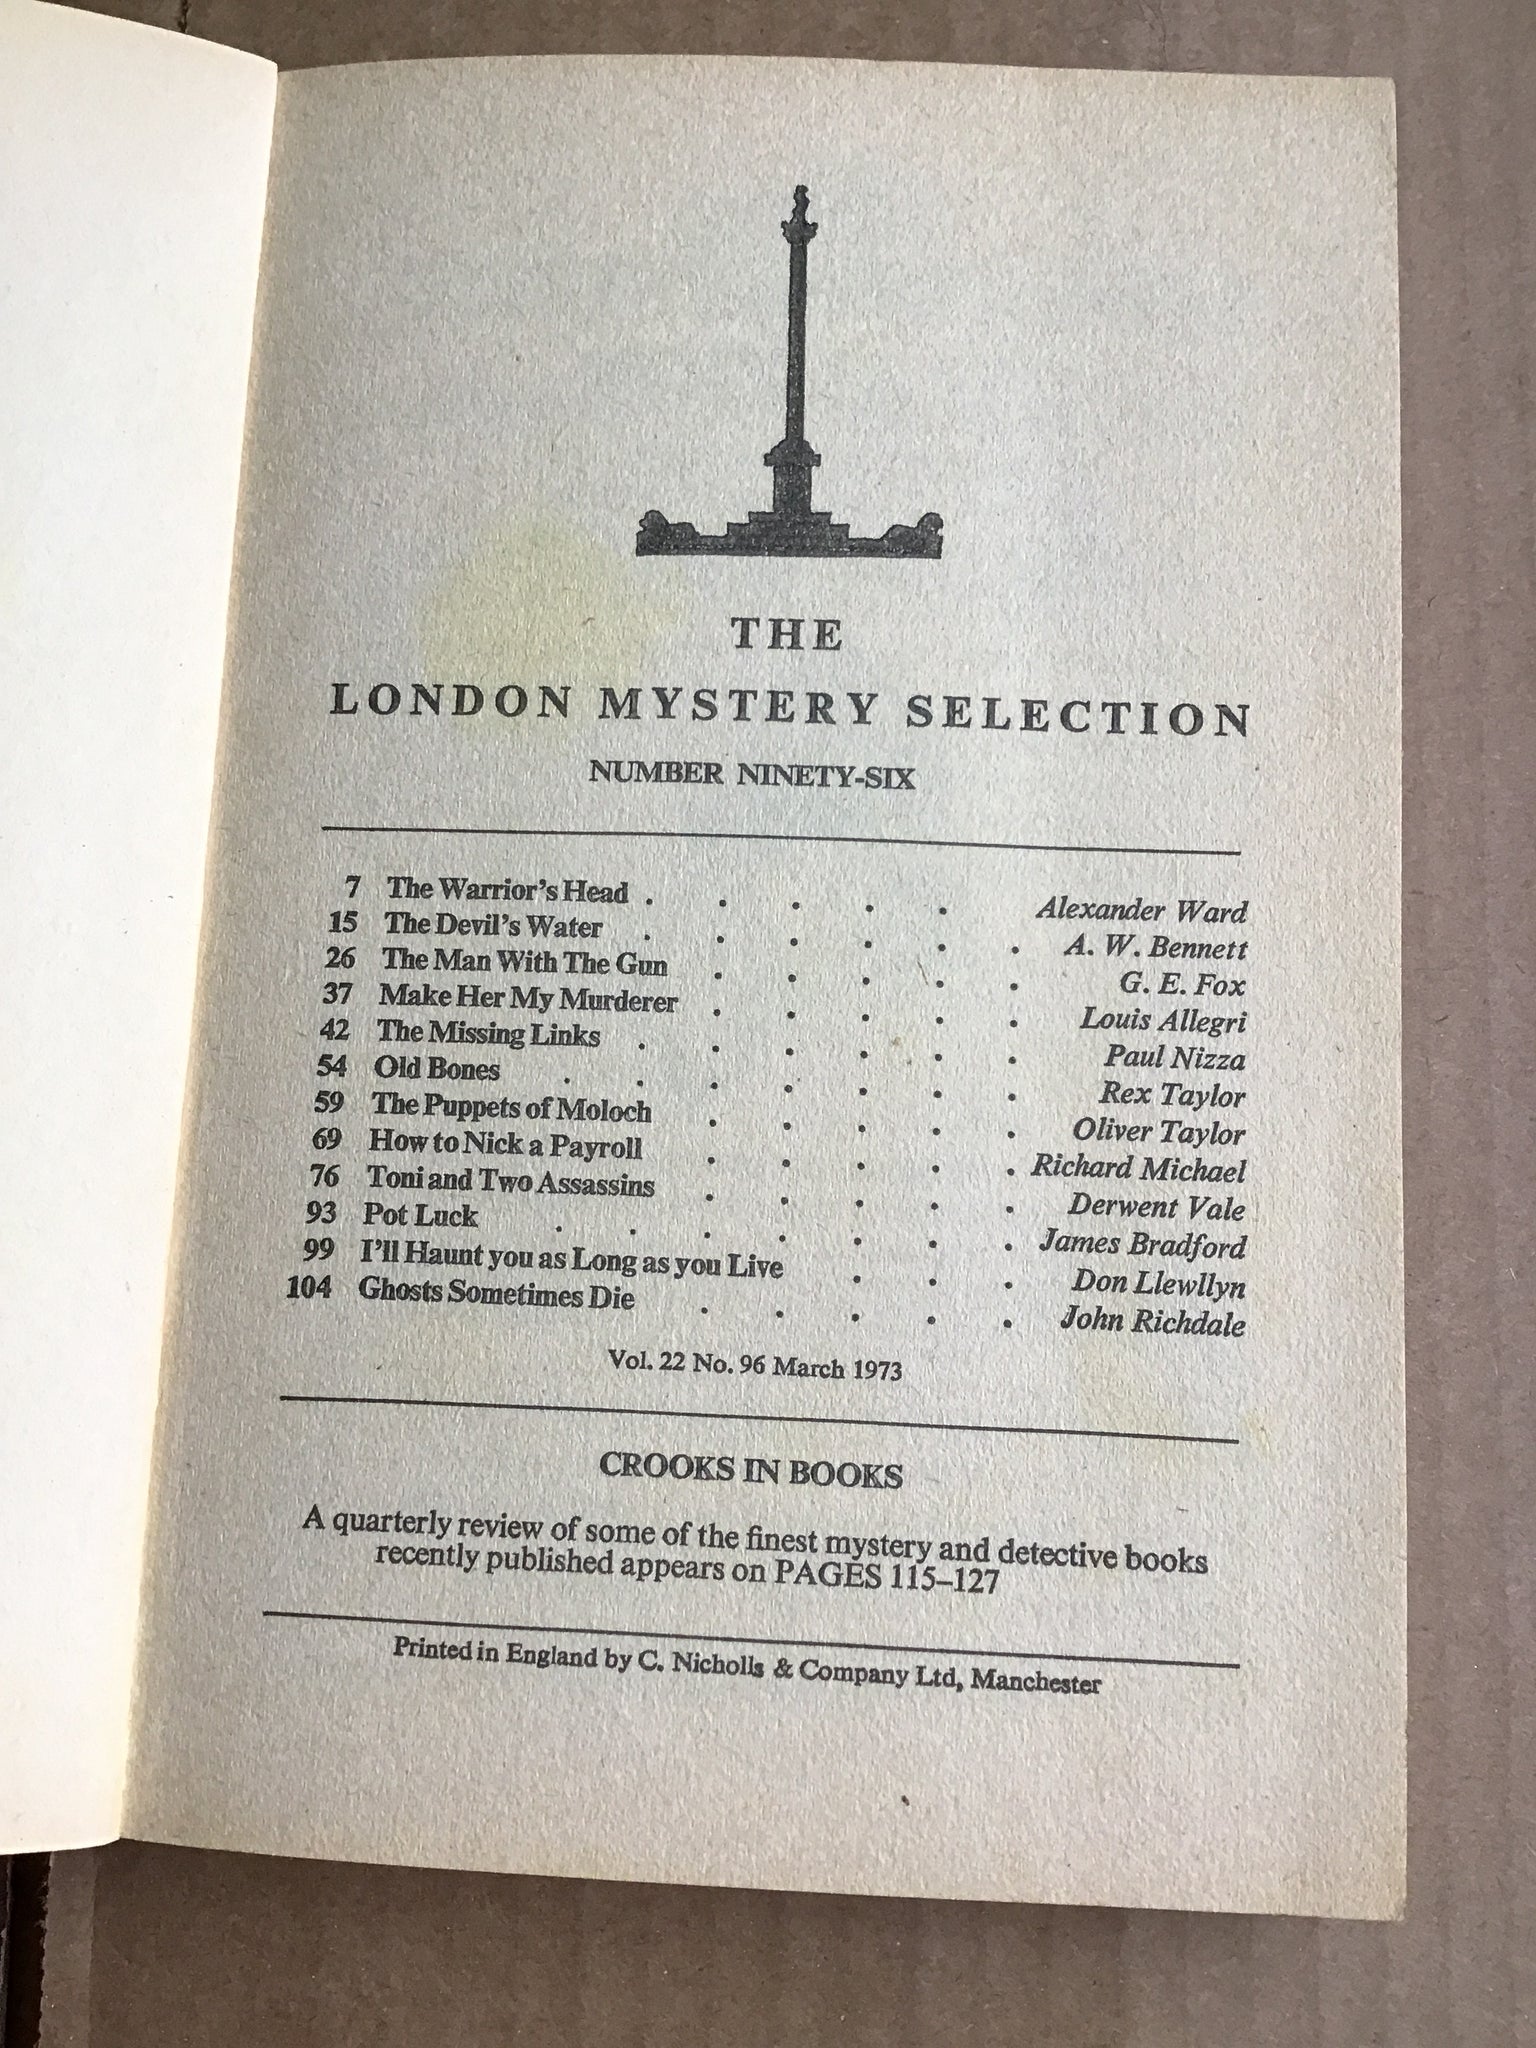 THE
LONDON MYSTERY SELECTION
NUMBER NINETY-SIX
7 The Warrior's Head . . . . . Alexander Ward
15 The Devil's Water . . . . . . A. W. Bennett
26 The Man With The Gun . . . . . G. E. Fox
37 Make Her My Murderer . . . . . Louis Allegri
42 The Missing Links . . . . . . Paul Nizza
54 Old Bones . . . . . . . Rex Taylor
59 The Puppets of Moloch . . . . . Oliver Taylor
69 How to Nick a Payroll . . . . . Richard Michael
76 Toni and Two Assassins . . . . . Derwent Vale
93 Pot Luck . . . . . . . James Bradford
99 I'll Haunt you as Long as you Live . . . Don Llewllyn
104 Ghosts Sometimes Die . . . . . John Richdale
Vol. 22 No. 96 March 1973
CROOKS IN BOOKS
A quarterly review of some of the finest mystery and detective books
recently published appears on PAGES 115–127
Printed in England by C. Nicholls & Company Ltd, Manchester